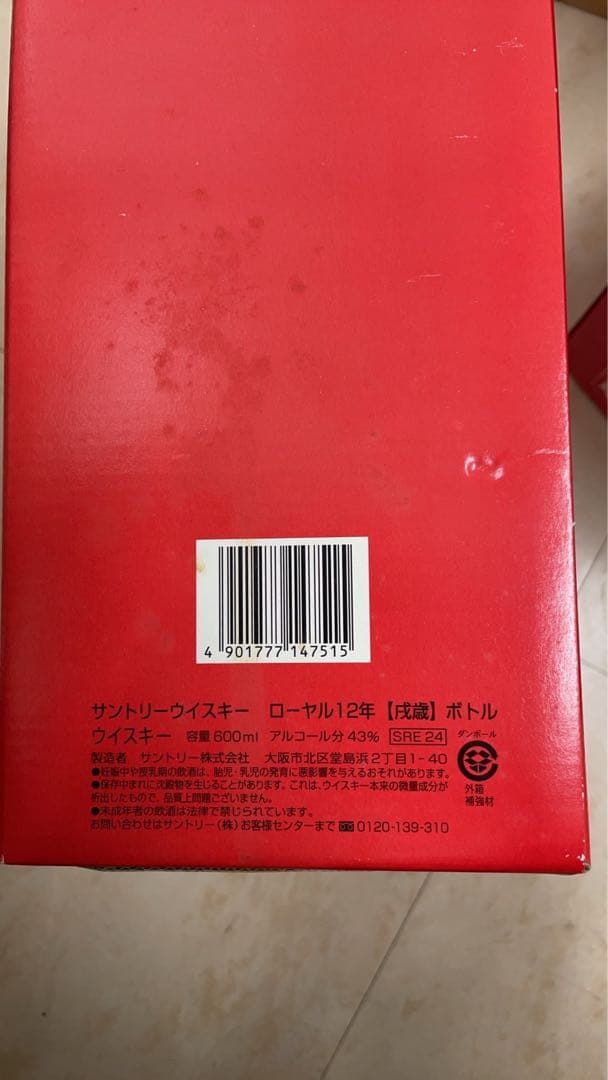 4 901777 147515
サントリーウイスキー ローヤル12年【戌歳】ボトル
ウイスキー 容量 600ml アルコール分 43% SRE 24
製造者 サントリー株式会社 大阪市北区堂島浜2丁目1-40
●妊娠中や授乳期の飲酒は、胎児・乳児の発育に悪影響を与えるおそれがあります。
●保存中まれに沈殿物を生じることがあります。これは、ウイスキー本来の微量成分が
析出したもので、品質上問題ございません。
●未成年者の飲酒は法律で禁じられています。
お問い合わせはサントリー(株)お客様センターまで 0120-139-310
ダンボール
外箱
補強材